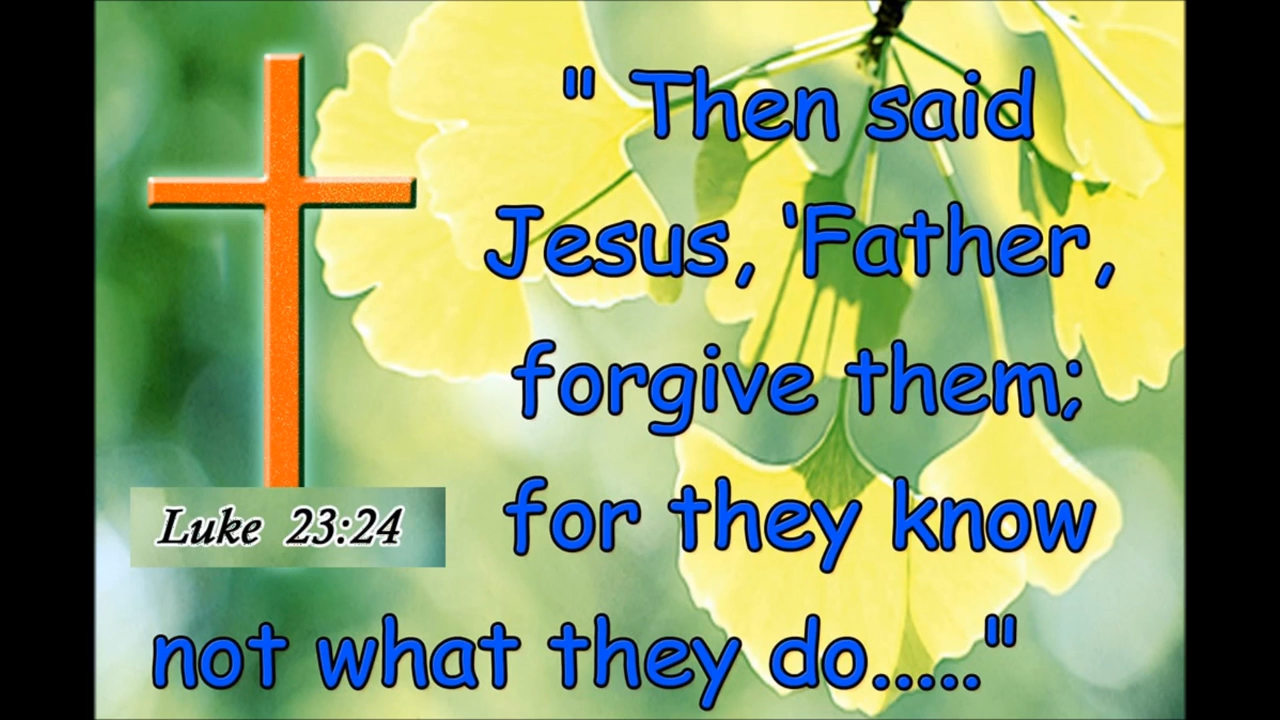 " Then said
Jesus, 'Father,
forgive them;
for they know
not what they do....."
Luke 23:24